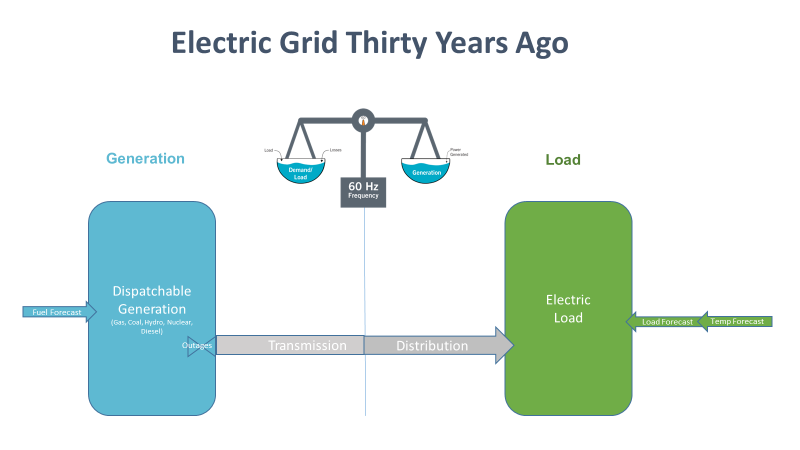 Electric Grid Thirty Years Ago
Generation
Load
Load
Losses
Power
Generated
Demand/
Load
Generation
60 Hz
Frequency
Dispatchable
Generation
(Gas, Coal, Hydro, Nuclear,
Diesel)
Fuel Forecast
Outages
Transmission
Distribution
Electric
Load
Load Forecast
Temp Forecast